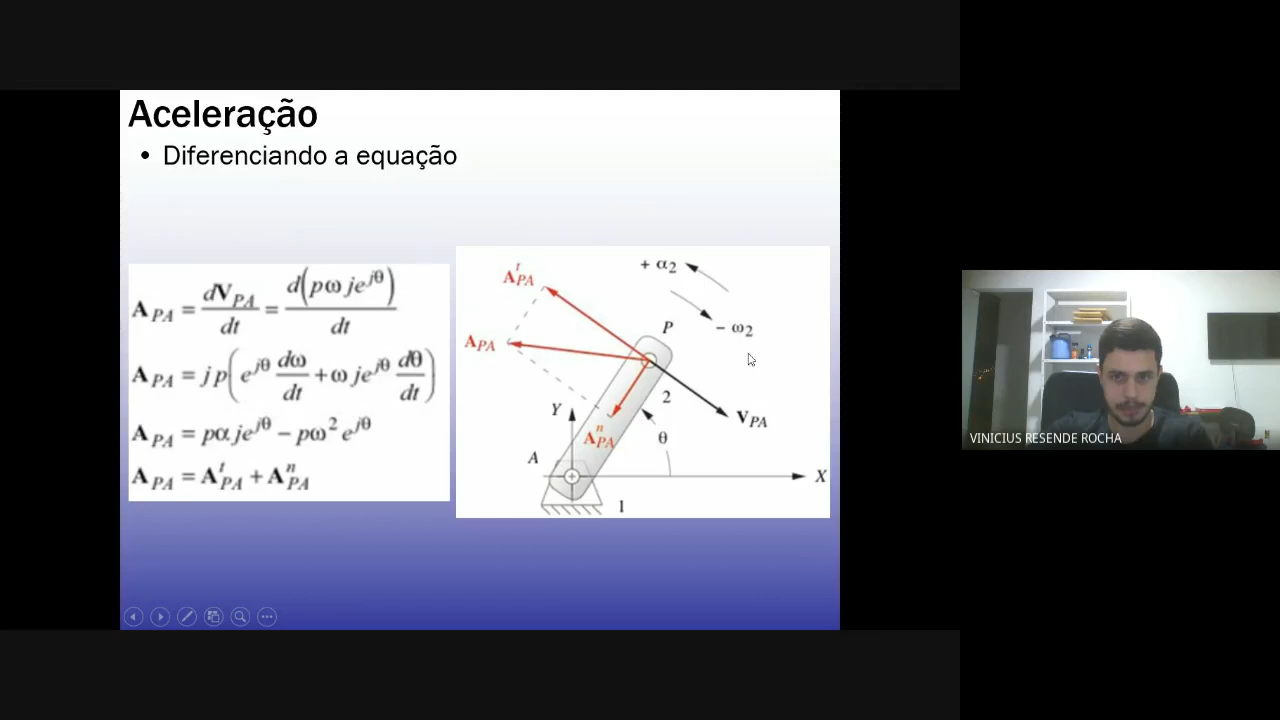 Aceleração
• Diferenciando a equação
A_PA = dV_PA/dt = d(pω je^{jθ})/dt
A_PA = j p( e^{jθ} dω/dt + ω je^{jθ} dθ/dt )
A_PA = pα je^{jθ} − pω² e^{jθ}
A_PA = A^t_PA + A^n_PA
+ α₂
A^t_PA
− ω₂
P
A_PA
2
Y
V_PA
A^n_PA
θ
A
X
1
VINICIUS RESENDE ROCHA